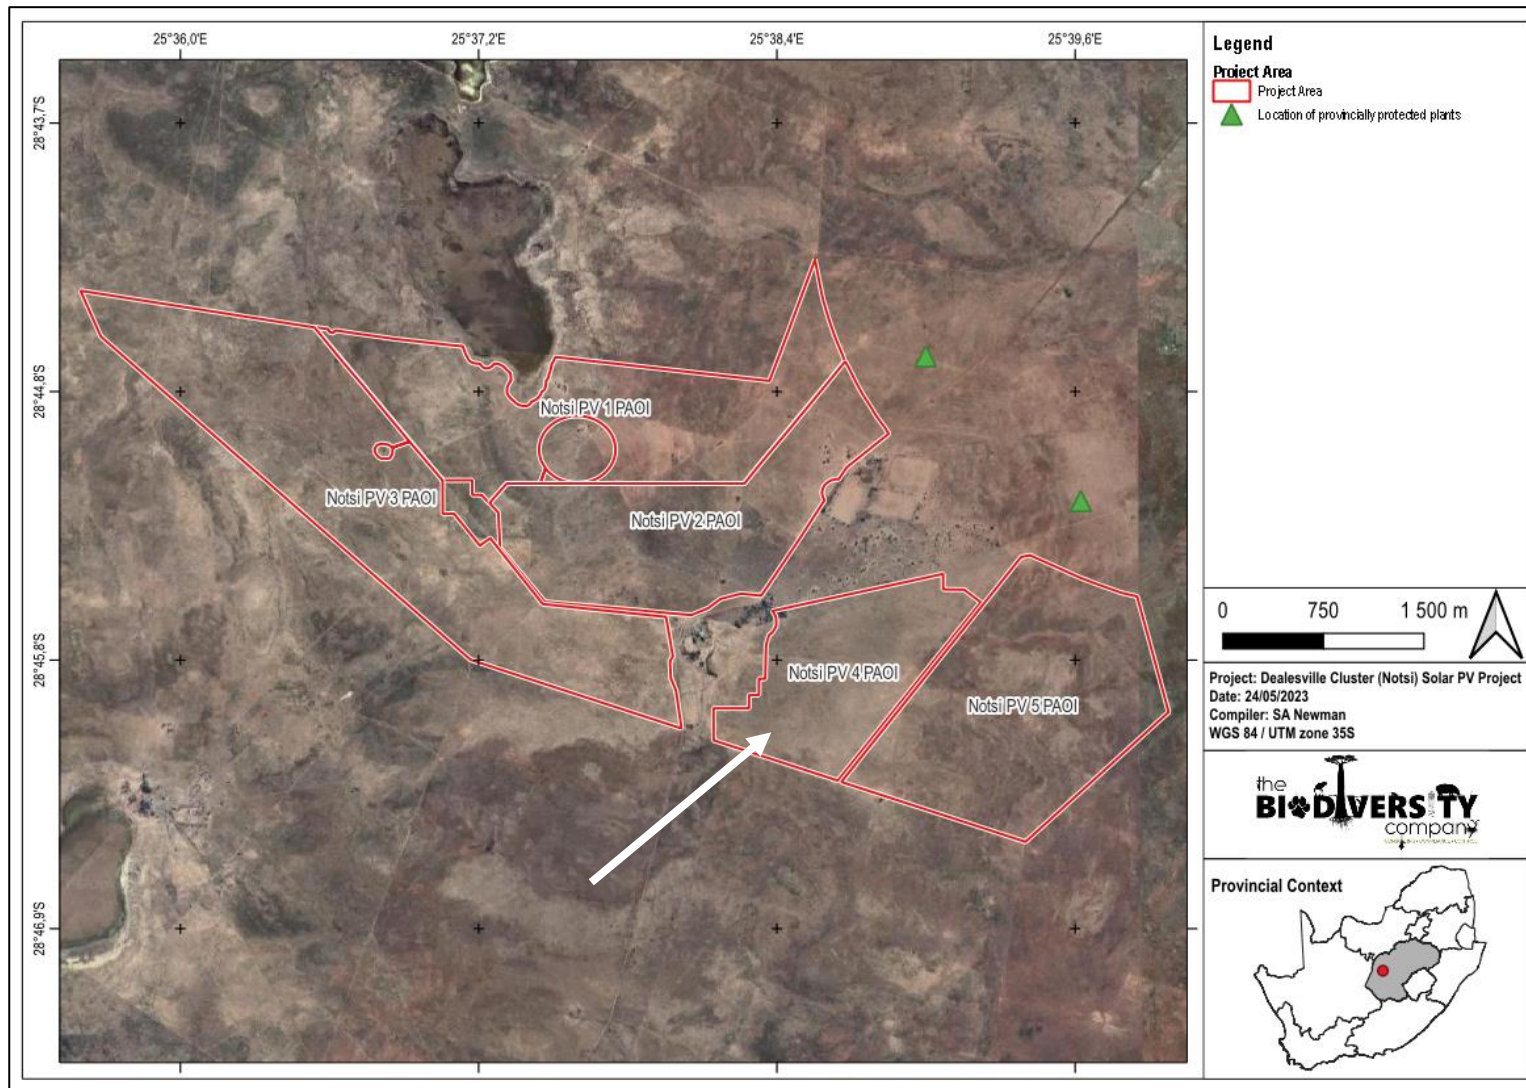 25°36,0'E
25°37,2'E
25°38,4'E
25°39,6'E
28°43,7'S
28°44,8'S
28°45,8'S
28°46,9'S
Notsi PV 1 PAOI
Notsi PV 3 PAOI
Notsi PV 2 PAOI
Notsi PV 4 PAOI
Notsi PV 5 PAOI
Legend
Project Area
Project Area
Location of provincially protected plants
0 750 1 500 m
Project: Dealesville Cluster (Notsi) Solar PV Project
Date: 24/05/2023
Compiler: SA Newman
WGS 84 / UTM zone 35S
the
BIODIVERSITY
company
Provincial Context